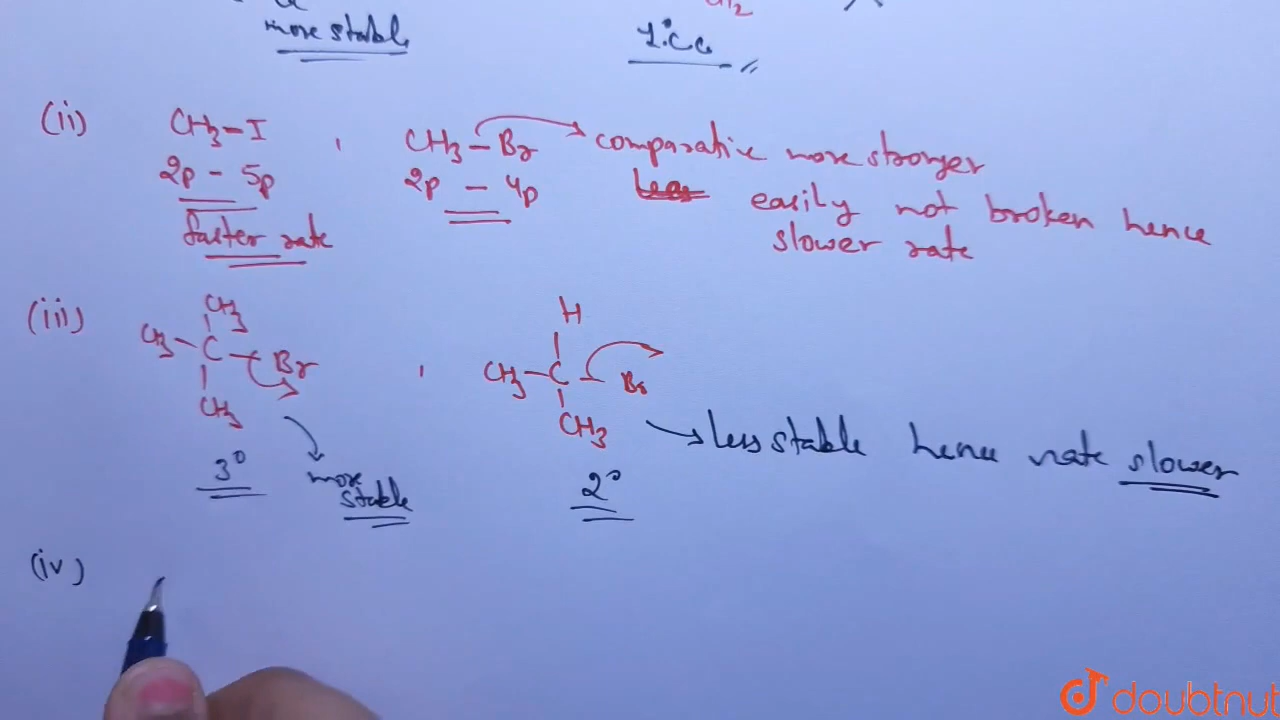 CH2
more stable
1°C⊕
(ii) CH3-I , CH3-Br comparative more stronger
2p - 5p 2p - 4p easily not broken hence
faster rate slower rate
(iii) CH3 H
CH3-C-Br , CH3-C-Br
CH3 CH3 less stable hence rate slower
3° more stable 2°
(iv)
doubtnut